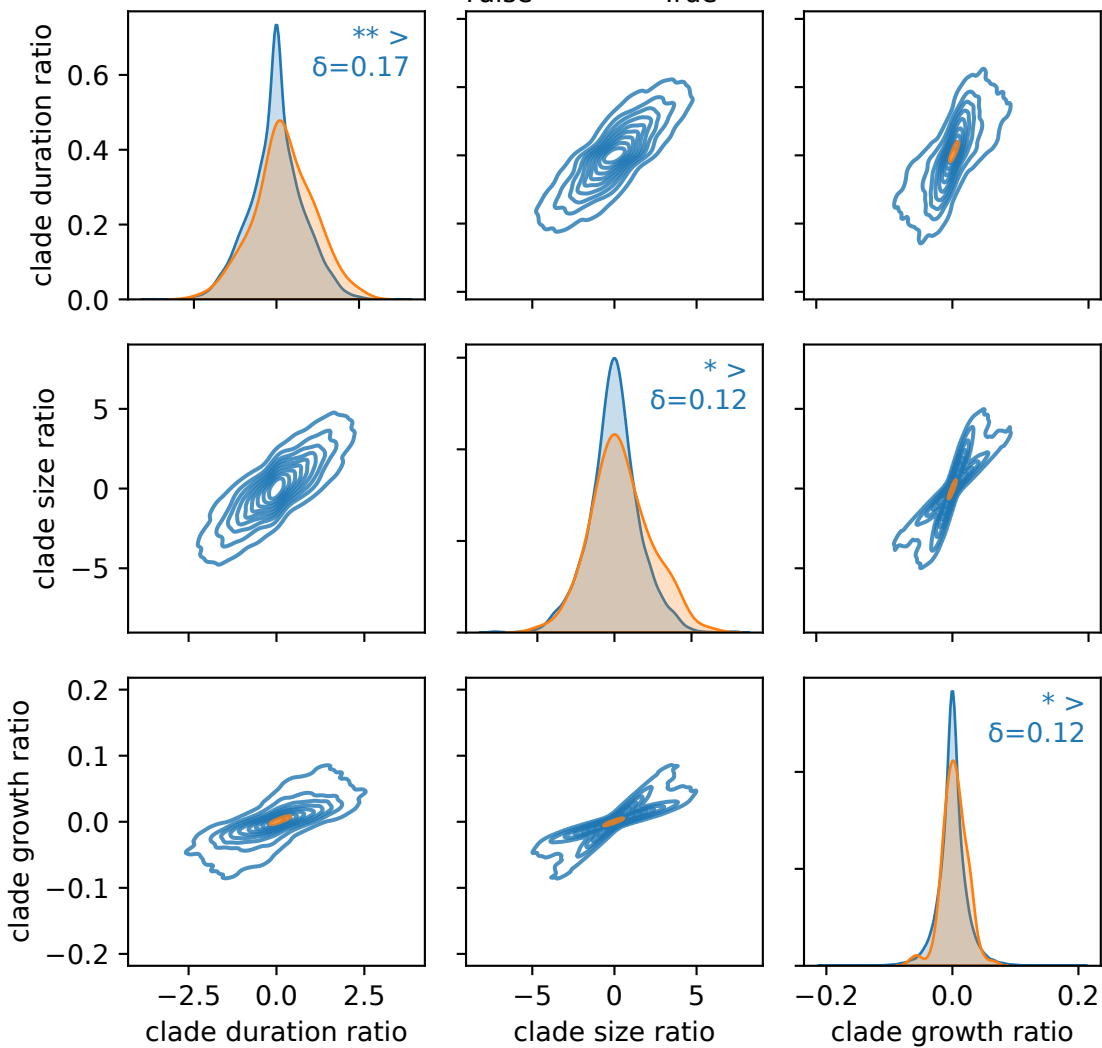 False True
clade duration ratio
0.6
0.4
0.2
0.0
** >
δ=0.17
clade size ratio
5
0
−5
* >
δ=0.12
clade growth ratio
0.2
0.1
0.0
−0.1
−0.2
* >
δ=0.12
−2.5 0.0 2.5
−5 0 5
−0.2 0.0 0.2
clade duration ratio
clade size ratio
clade growth ratio